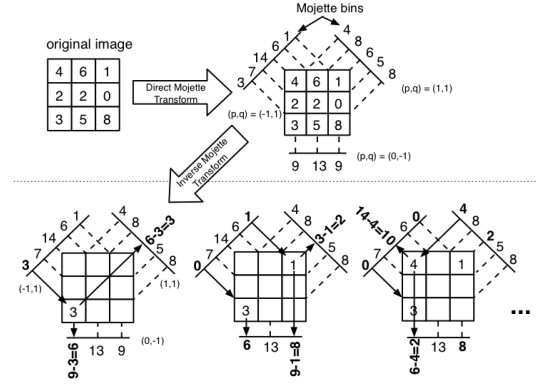 Mojette bins
original image
4 6 1
2 2 0
3 5 8
Direct Mojette
Transform
3 7 14 6 1
4 8 6 5 8
4 6 1
2 2 0
3 5 8
(p,q) = (-1,1)
(p,q) = (1,1)
(p,q) = (0,-1)
9 13 9
Inverse Mojette
Transform
3 7 14 6 1
4 8 6-3=3 5 8
(-1,1)
(1,1)
3
9-3=6 13 9
(0,-1)
0 7 14 6 1
4 8 3-1=2 5 8
1
3
6 13 9-1=8
0 7 14-4=10 6 0
4 8 2 5 8
4 1
3
6-4=2 13 8
...